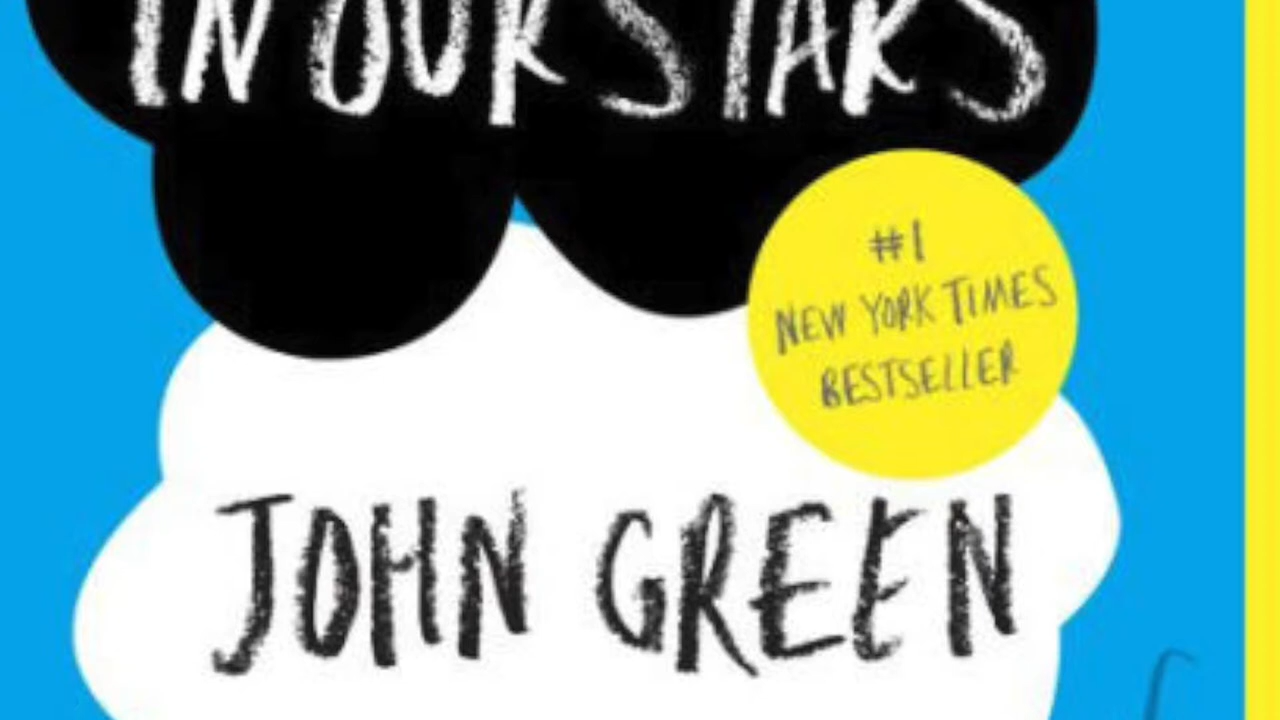 IN OUR STARS
#1
NEW YORK TIMES
BESTSELLER
JOHN GREEN